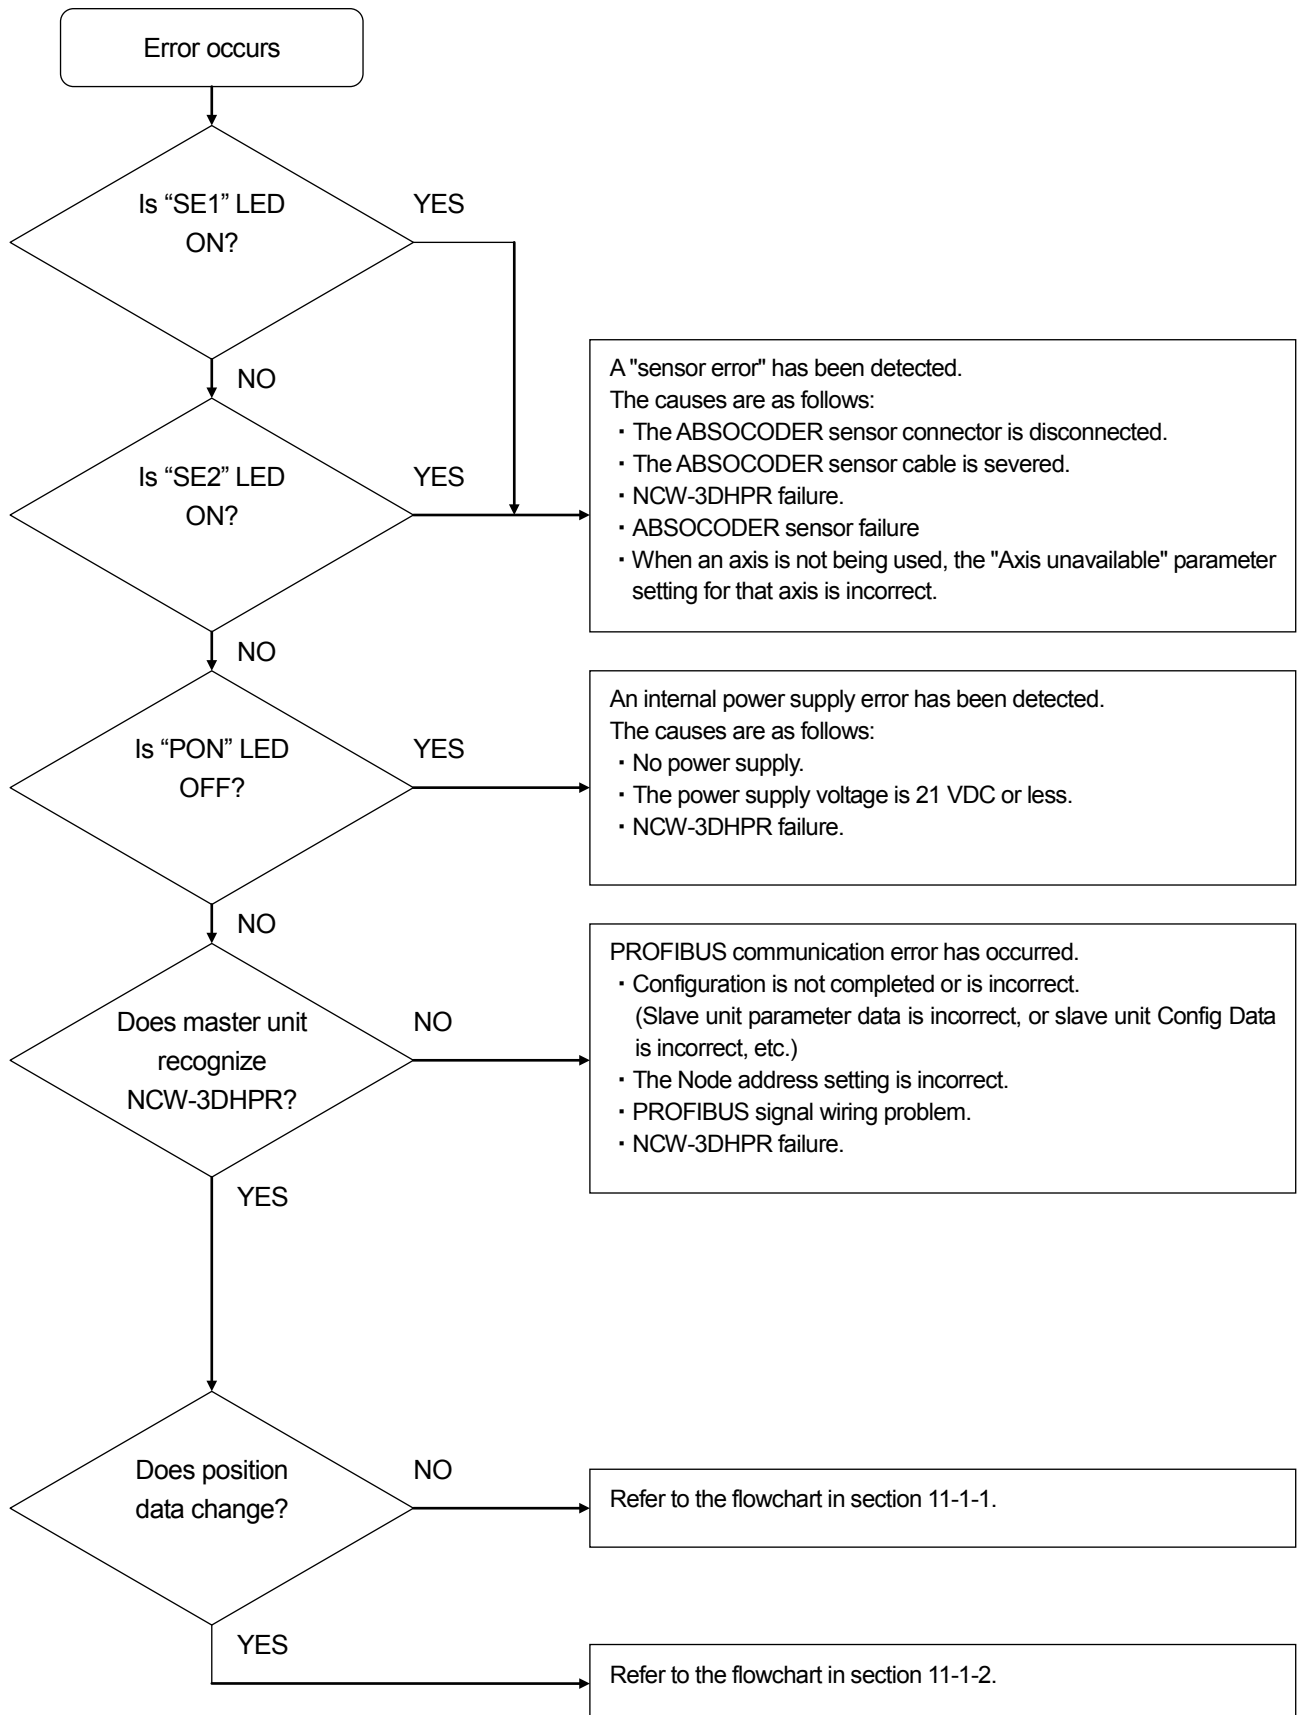 Error occurs
Is “SE1” LED
ON?
YES
NO
Is “SE2” LED
ON?
YES
A "sensor error" has been detected.
The causes are as follows:
・The ABSOCODER sensor connector is disconnected.
・The ABSOCODER sensor cable is severed.
・NCW-3DHPR failure.
・ABSOCODER sensor failure
・When an axis is not being used, the "Axis unavailable" parameter
setting for that axis is incorrect.
NO
Is “PON” LED
OFF?
YES
An internal power supply error has been detected.
The causes are as follows:
・No power supply.
・The power supply voltage is 21 VDC or less.
・NCW-3DHPR failure.
NO
Does master unit
recognize
NCW-3DHPR?
NO
PROFIBUS communication error has occurred.
・Configuration is not completed or is incorrect.
(Slave unit parameter data is incorrect, or slave unit Config Data
is incorrect, etc.)
・The Node address setting is incorrect.
・PROFIBUS signal wiring problem.
・NCW-3DHPR failure.
YES
Does position
data change?
NO
Refer to the flowchart in section 11-1-1.
YES
Refer to the flowchart in section 11-1-2.